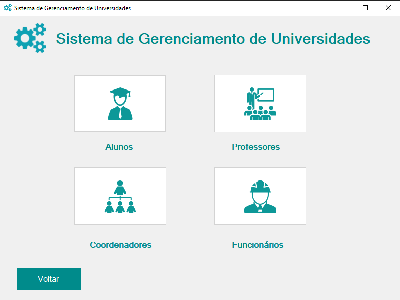 Sistema de Gerenciamento de Universidades
Sistema de Gerenciamento de Universidades
Alunos
Professores
Coordenadores
Funcionários
Voltar